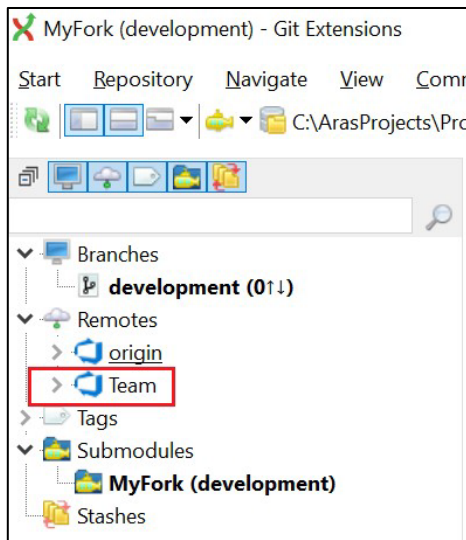 MyFork (development) - Git Extensions
Start Repository Navigate View Comm
C:\ArasProjects\Pro
Branches
development (0↑↓)
Remotes
origin
Team
Tags
Submodules
MyFork (development)
Stashes